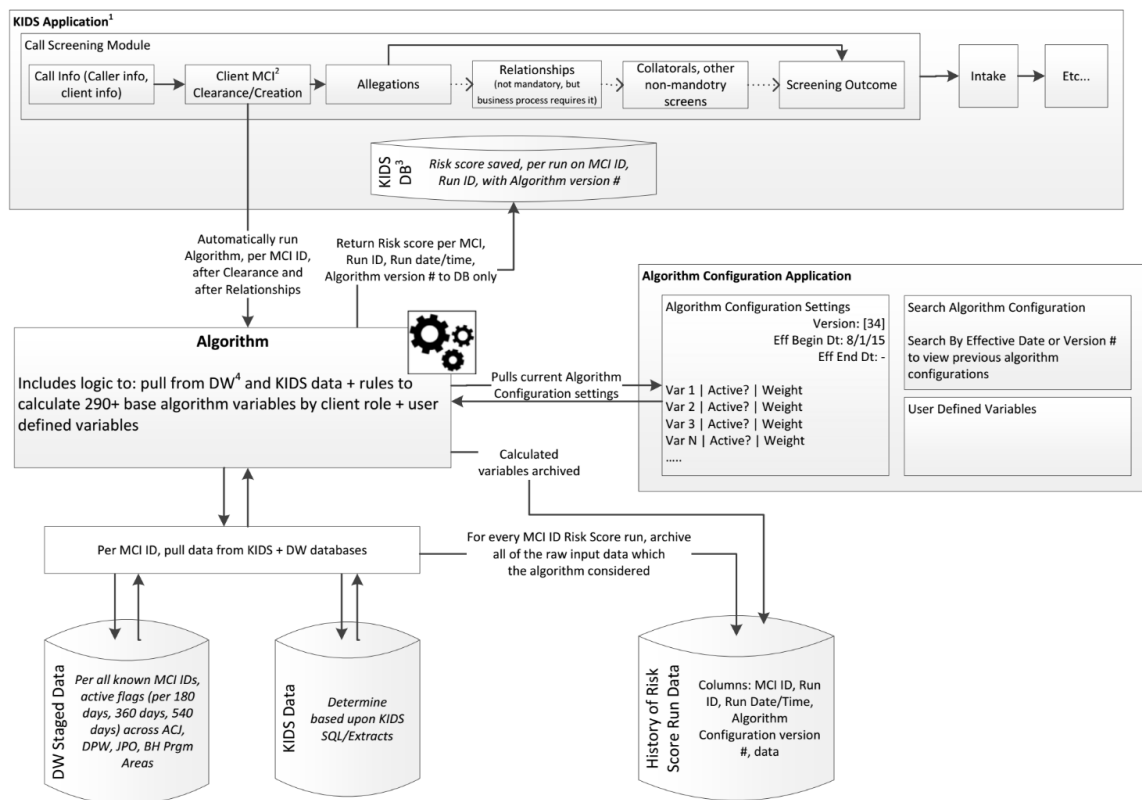 KIDS Application1
Call Screening Module
Call Info (Caller info,
client info)
Client MCI2
Clearance/Creation
Allegations
Relationships
(not mandatory, but
business process requires it)
Collatorals, other
non-mandotry
screens
Screening Outcome
Intake
Etc...
KIDS
DB3
Risk score saved, per run on MCI ID,
Run ID, with Algorithm version #
Automatically run
Algorithm, per MCI ID,
after Clearance and
after Relationships
Return Risk score per MCI,
Run ID, Run date/time,
Algorithm version # to DB only
Algorithm
Includes logic to: pull from DW4 and KIDS data + rules to
calculate 290+ base algorithm variables by client role + user
defined variables
Pulls current Algorithm
Configuration settings
Algorithm Configuration Application
Algorithm Configuration Settings
Version: [34]
Eff Begin Dt: 8/1/15
Eff End Dt: -
Var 1 | Active? | Weight
Var 2 | Active? | Weight
Var 3 | Active? | Weight
Var N | Active? | Weight
.....
Search Algorithm Configuration
Search By Effective Date or Version #
to view previous algorithm
configurations
User Defined Variables
Calculated
variables archived
Per MCI ID, pull data from KIDS + DW databases
For every MCI ID Risk Score run, archive
all of the raw input data which
the algorithm considered
DW Staged Data
Per all known MCI IDs,
active flags (per 180
days, 360 days, 540
days) across ACJ,
DPW, JPO, BH Prgm
Areas
KIDS Data
Determine
based upon KIDS
SQL/Extracts
History of Risk
Score Run Data
Columns: MCI ID, Run
ID, Run Date/Time,
Algorithm
Configuration version
#, data